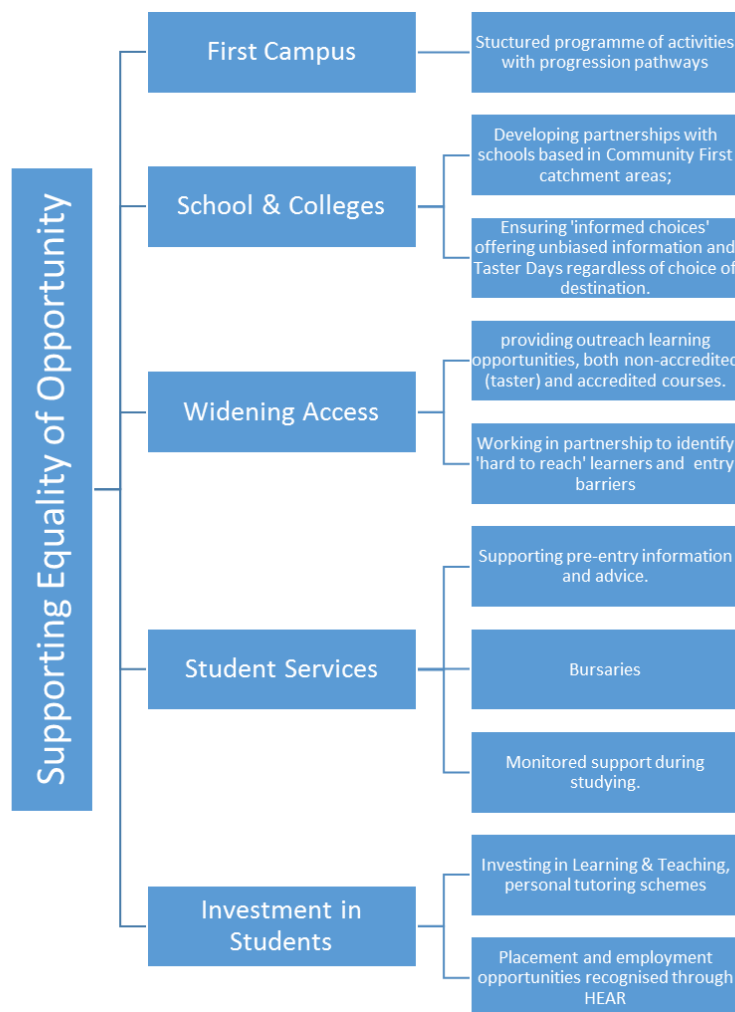 Supporting Equality of Opportunity
First Campus
Stuctured programme of activities
with progression pathways
School & Colleges
Developing partnerships with
schools based in Community First
catchment areas;
Ensuring 'informed choices'
offering unbiased information and
Taster Days regardless of choice of
destination.
Widening Access
providing outreach learning
opportunities, both non-accredited
(taster) and accredited courses.
Working in partnership to identify
'hard to reach' learners and entry
barriers
Student Services
Supporting pre-entry information
and advice.
Bursaries
Monitored support during
studying.
Investment in
Students
Investing in Learning & Teaching,
personal tutoring schemes
Placement and employment
opportunities recognised through
HEAR